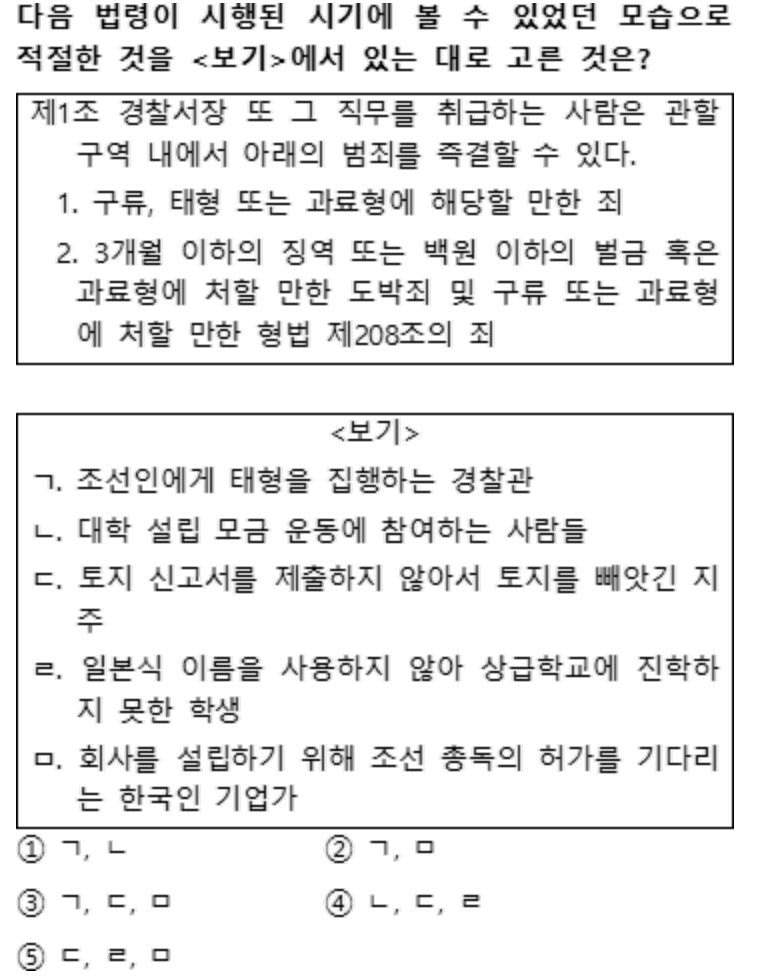 다음 법령이 시행된 시기에 볼 수 있었던 모습으로
적절한 것을 <보기>에서 있는 대로 고른 것은?
제1조 경찰서장 또 그 직무를 취급하는 사람은 관할
구역 내에서 아래의 범죄를 즉결할 수 있다.
1. 구류, 태형 또는 과료형에 해당할 만한 죄
2. 3개월 이하의 징역 또는 백원 이하의 벌금 혹은
과료형에 처할 만한 도박죄 및 구류 또는 과료형
에 처할 만한 형법 제208조의 죄
<보기>
ㄱ. 조선인에게 태형을 집행하는 경찰관
ㄴ. 대학 설립 모금 운동에 참여하는 사람들
ㄷ. 토지 신고서를 제출하지 않아서 토지를 빼앗긴 지
주
ㄹ. 일본식 이름을 사용하지 않아 상급학교에 진학하
지 못한 학생
ㅁ. 회사를 설립하기 위해 조선 총독의 허가를 기다리
는 한국인 기업가
① ㄱ, ㄴ ② ㄱ, ㅁ
③ ㄱ, ㄷ, ㅁ ④ ㄴ, ㄷ, ㄹ
⑤ ㄷ, ㄹ, ㅁ